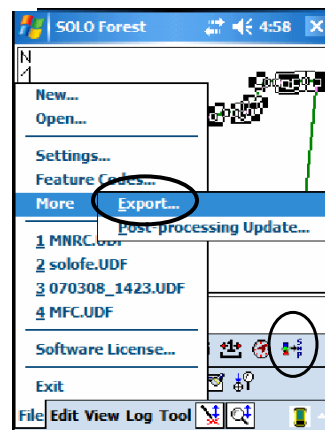 SOLO Forest 4:58
N
New...
Open...
Settings...
Feature Codes...
More Export...
Post-processing Update...
1 MNRC.UDF
2 solofe.UDF
3 070308_1423.UDF
4 MFC.UDF
Software License...
Exit
File Edit View Log Tool